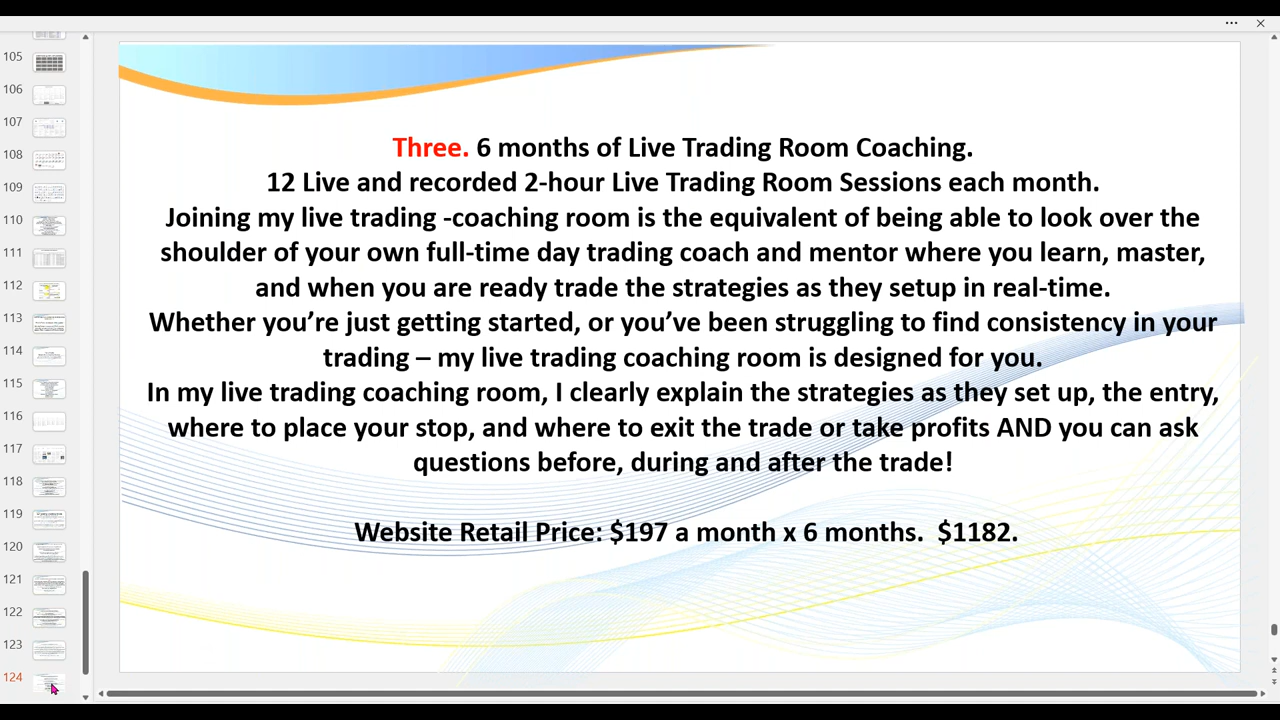 105
106
107
108
109
110
111
112
113
114
115
116
117
118
119
120
121
122
123
124
Three. 6 months of Live Trading Room Coaching.
12 Live and recorded 2-hour Live Trading Room Sessions each month.
Joining my live trading -coaching room is the equivalent of being able to look over the
shoulder of your own full-time day trading coach and mentor where you learn, master,
and when you are ready trade the strategies as they setup in real-time.
Whether you’re just getting started, or you’ve been struggling to find consistency in your
trading – my live trading coaching room is designed for you.
In my live trading coaching room, I clearly explain the strategies as they set up, the entry,
where to place your stop, and where to exit the trade or take profits AND you can ask
questions before, during and after the trade!
Website Retail Price: $197 a month x 6 months.  $1182.